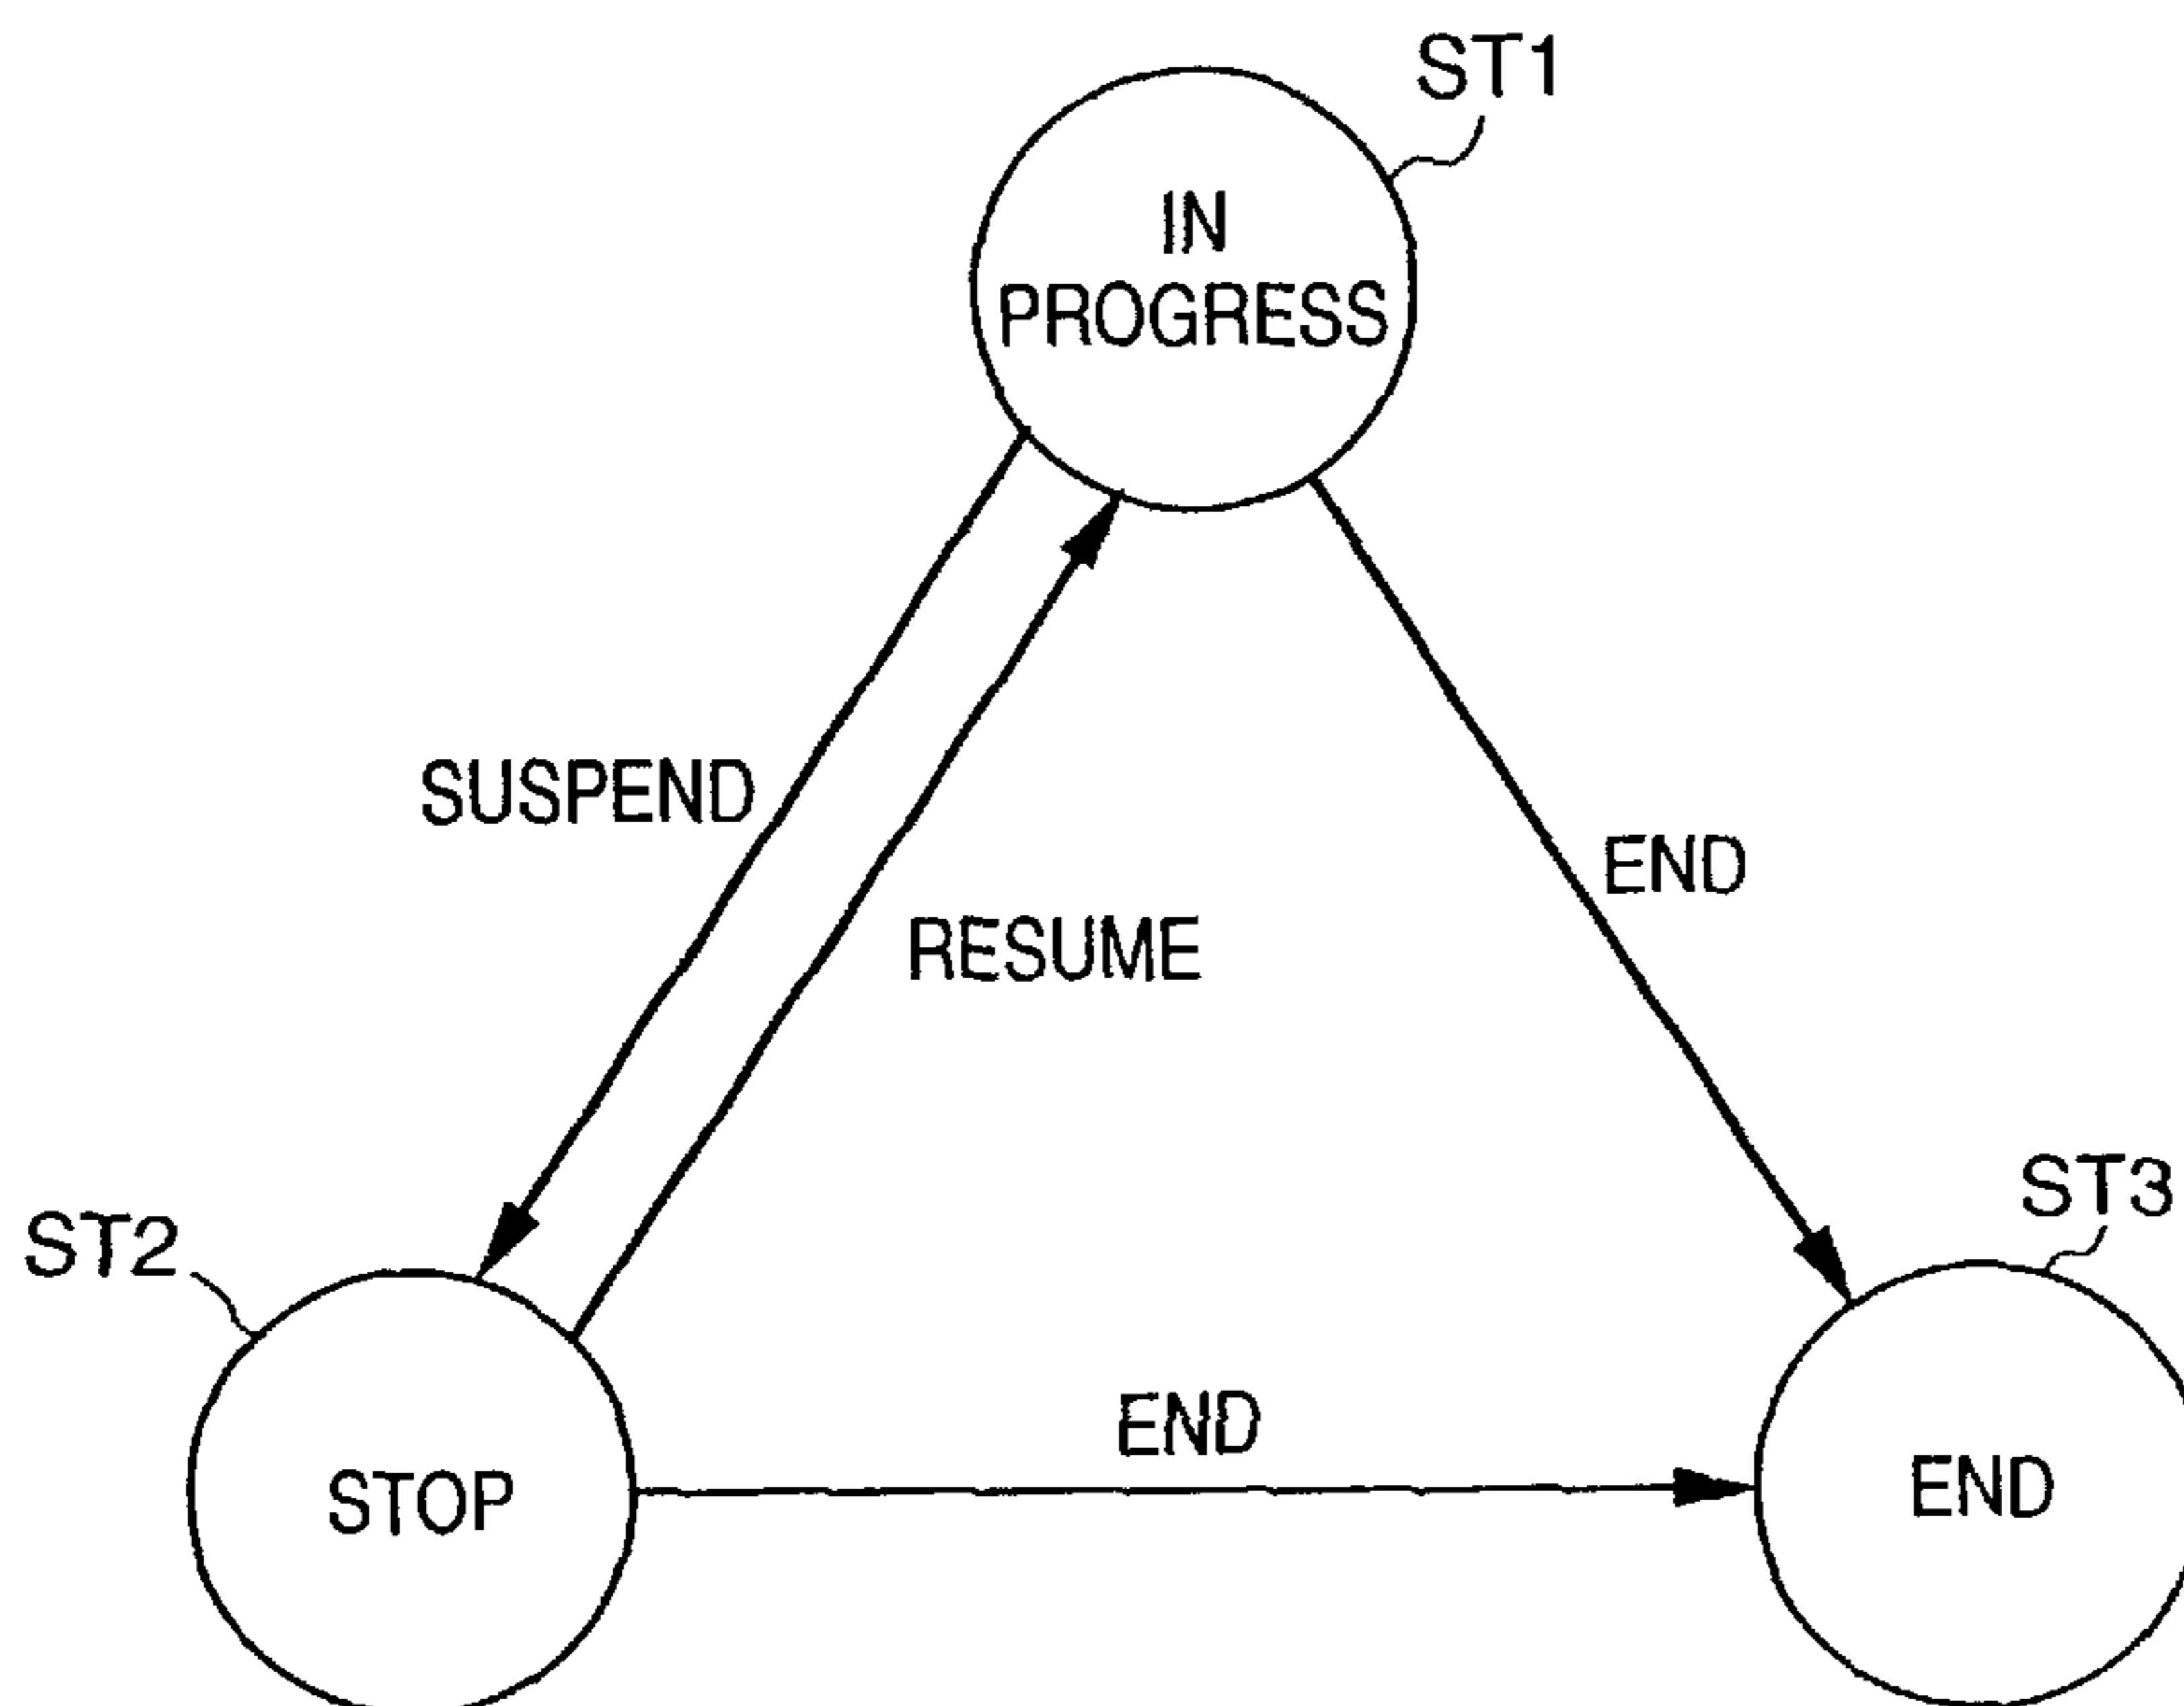 ST1
IN
PROGRESS
SUSPEND
END
RESUME
ST3
ST2
END
STOP
END